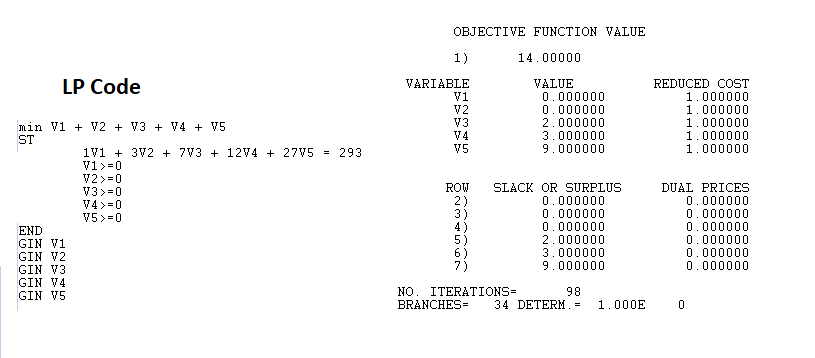 LP Code
min V1 + V2 + V3 + V4 + V5
ST
1V1 + 3V2 + 7V3 + 12V4 + 27V5 = 293
V1>=0
V2>=0
V3>=0
V4>=0
V5>=0
END
GIN V1
GIN V2
GIN V3
GIN V4
GIN V5
OBJECTIVE FUNCTION VALUE
1) 14.00000
VARIABLE VALUE REDUCED COST
V1 0.000000 1.000000
V2 0.000000 1.000000
V3 2.000000 1.000000
V4 3.000000 1.000000
V5 9.000000 1.000000
ROW SLACK OR SURPLUS DUAL PRICES
2) 0.000000 0.000000
3) 0.000000 0.000000
4) 0.000000 0.000000
5) 2.000000 0.000000
6) 3.000000 0.000000
7) 9.000000 0.000000
NO. ITERATIONS= 98
BRANCHES= 34 DETERM.= 1.000E 0